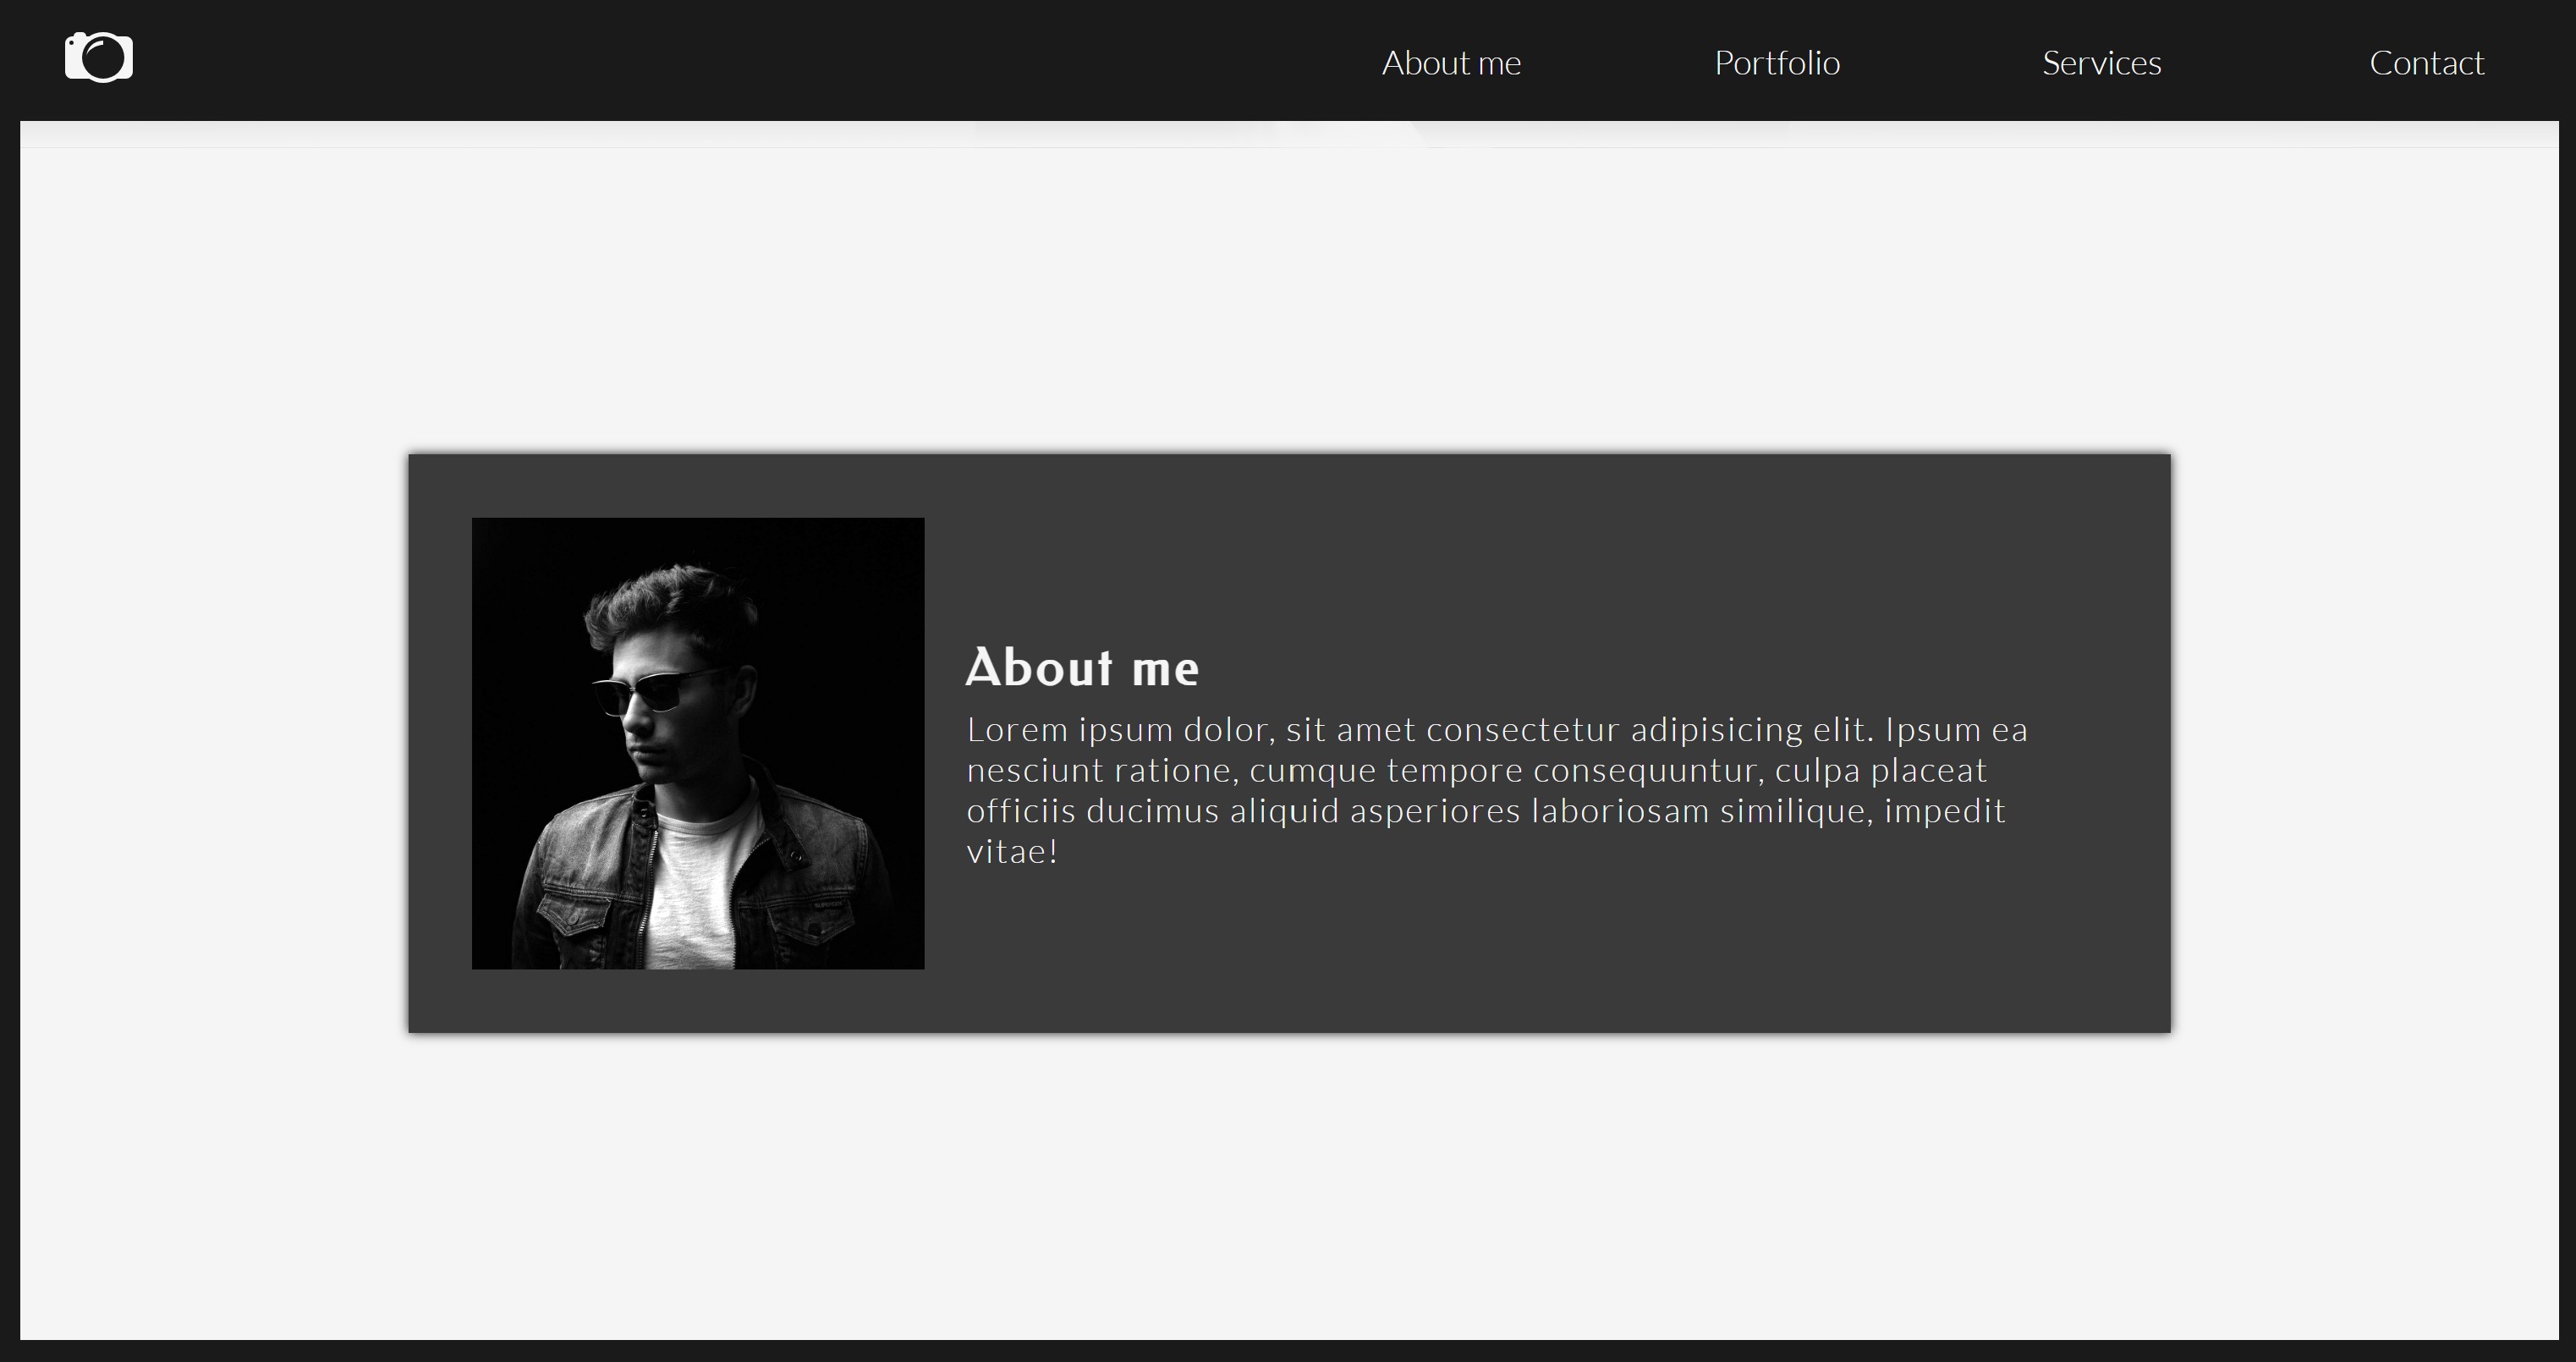 About me
Portfolio
Services
Contact
About me
Lorem ipsum dolor, sit amet consectetur adipisicing elit. Ipsum ea
nesciunt ratione, cumque tempore consequuntur, culpa placeat
officiis ducimus aliquid asperiores laboriosam similique, impedit
vitae!